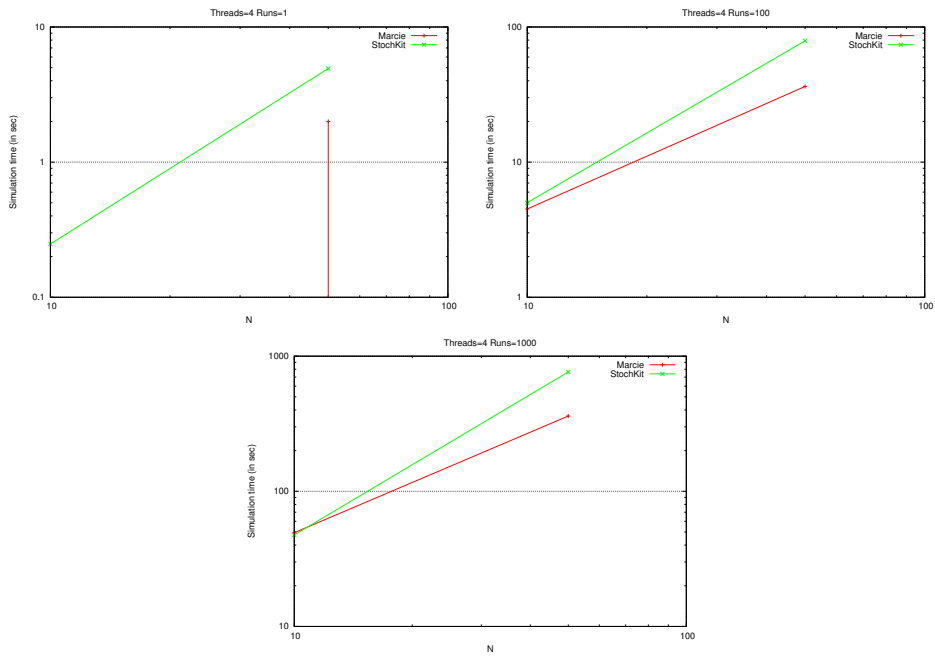 Threads=4 Runs=1
10
Marcie
StochKit
1
0.1
Simulation time (in sec)
10
100
N
Threads=4 Runs=100
100
Marcie
StochKit
10
1
Simulation time (in sec)
10
100
N
Threads=4 Runs=1000
1000
Marcie
StochKit
100
10
Simulation time (in sec)
10
100
N